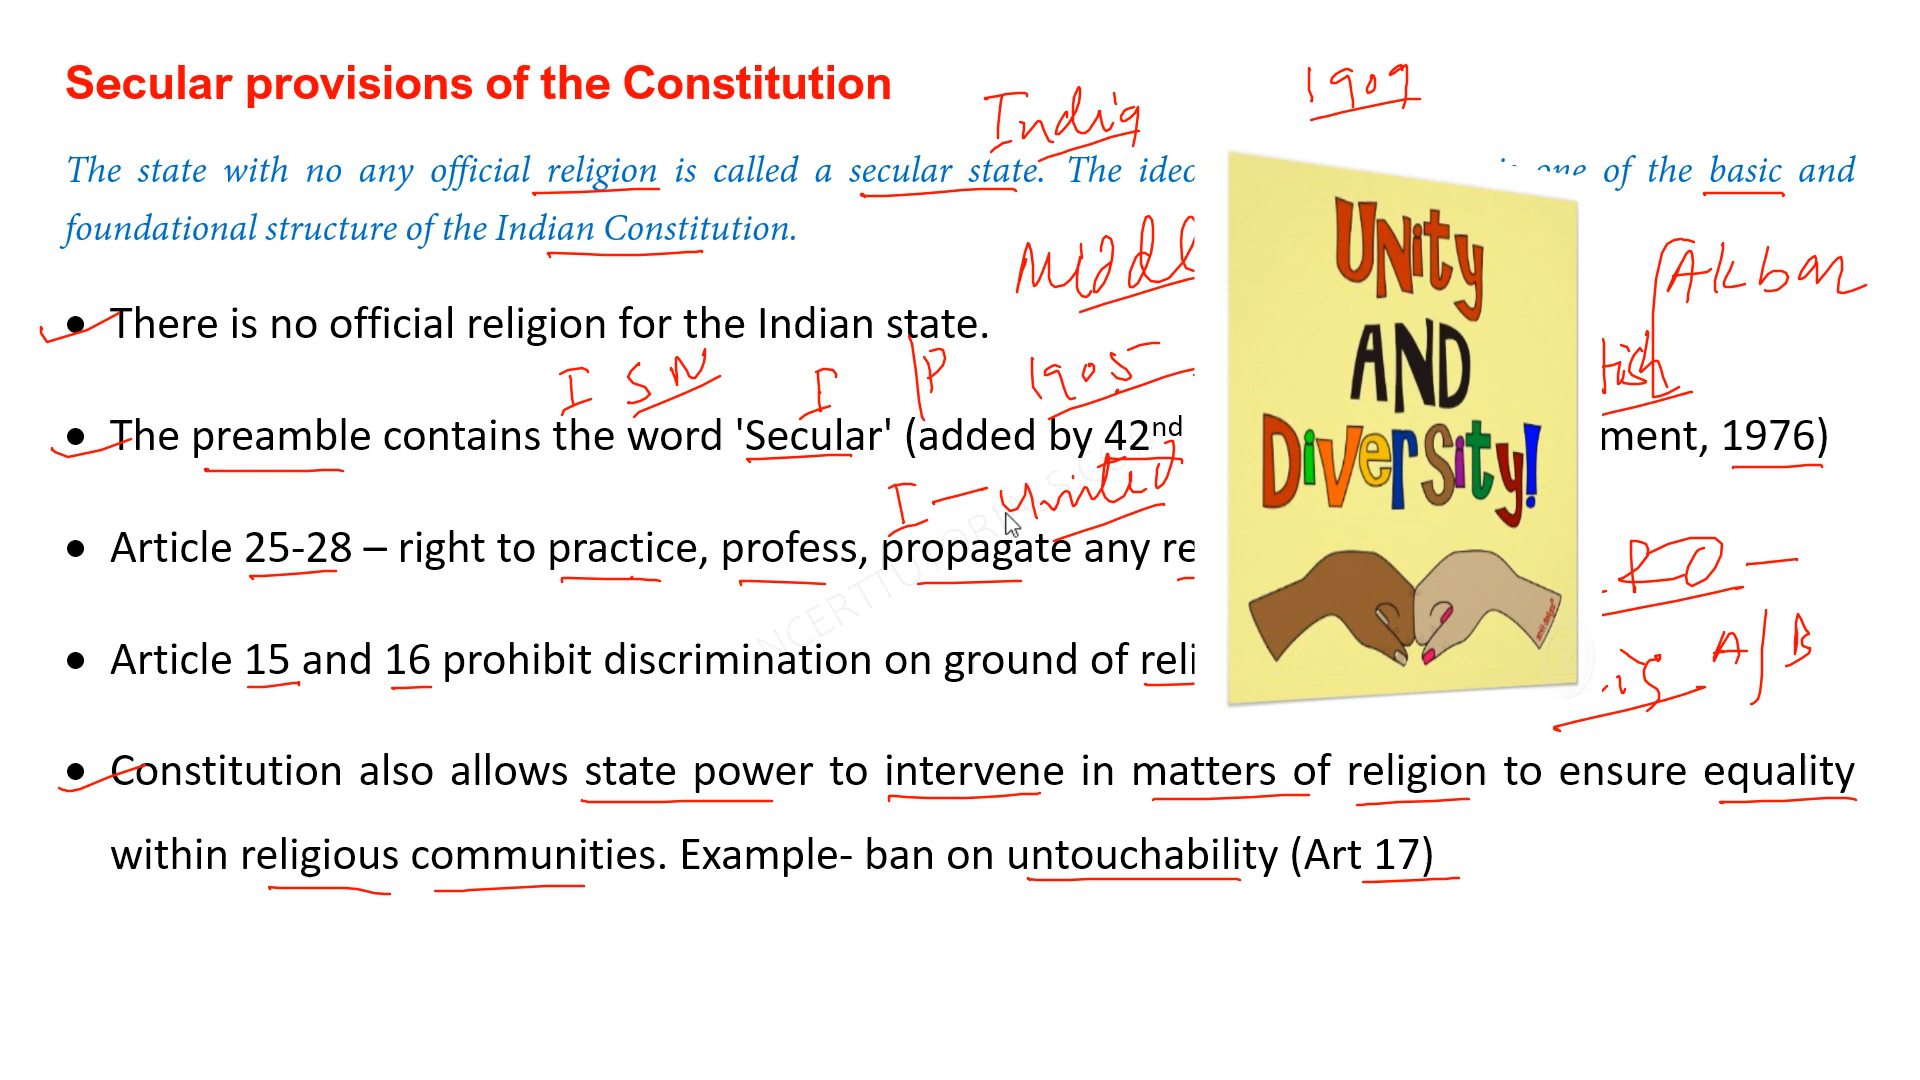 Secular provisions of the Constitution
India
1909
The state with no any official religion is called a secular state. The one of the basic and
foundational structure of the Indian Constitution.
Akbar
There is no official religion for the Indian state.
I S N I P 1905
The preamble contains the word 'Secular' (added by 42nd ment, 1976)
I — United
Article 25-28 – right to practice, profess, propagate any re
A B
Article 15 and 16 prohibit discrimination on ground of reli
Constitution also allows state power to intervene in matters of religion to ensure equality
within religious communities. Example- ban on untouchability (Art 17)
UNity
AND
DiverSity!